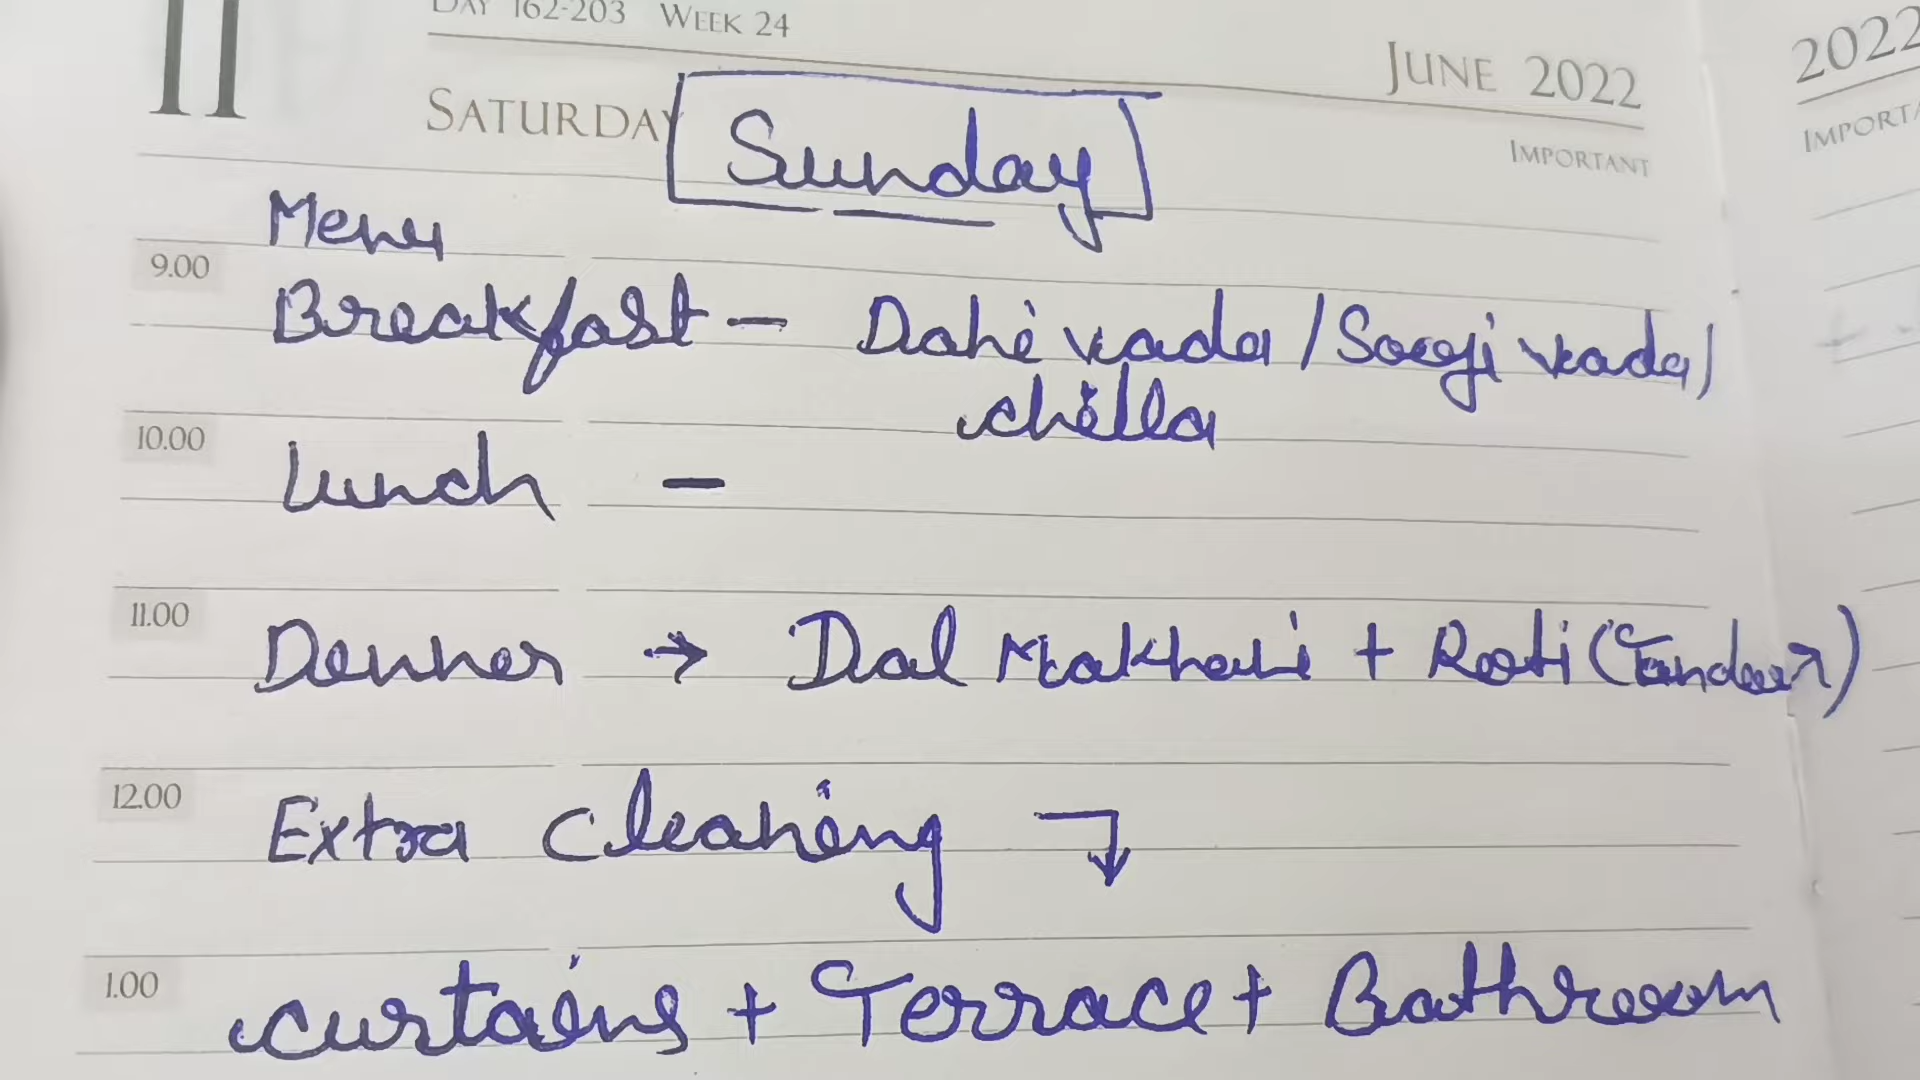 11
DAY 162-203 WEEK 24
JUNE 2022
2022
SATURDAY
Sunday
IMPORTANT
IMPORTA
Menu
9.00
Breakfast - Dahi vada / Sooji vada /
chilla
10.00
Lunch -
11.00
Dinner → Dal Makhani + Roti (Tandoor)
12.00
Extra Cleaning
1.00
curtains + Terrace + Bathroom